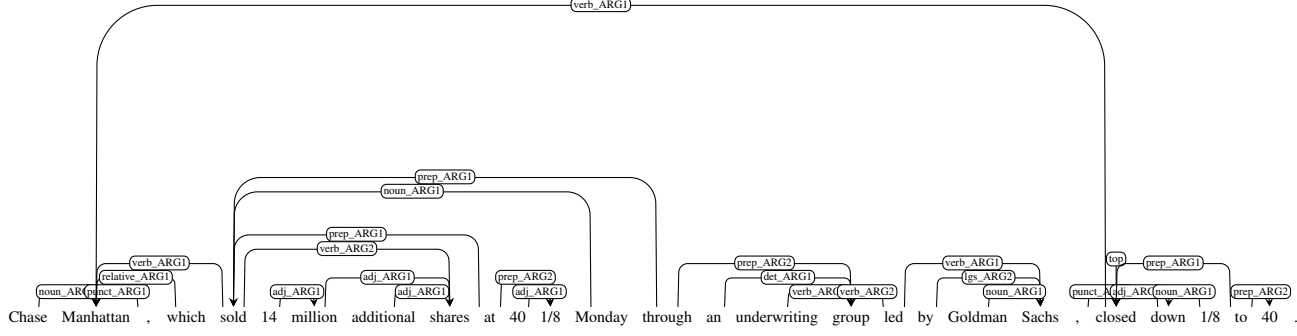 verb_ARG1
prep_ARG1
noun_ARG1
prep_ARG1
verb_ARG2
top
verb_ARG1 prep_ARG2 verb_ARG1 prep_ARG1
relative_ARG1 adj_ARG1 prep_ARG2 det_ARG1 lgs_ARG2
punct_ARG1 adj_ARG1 adj_ARG1 adj_ARG1 verb_ARG2 noun_ARG1 noun_ARG1 prep_ARG2
Chase Manhattan , which sold 14 million additional shares at 40 1/8 Monday through an underwriting group led by Goldman Sachs , closed down 1/8 to 40 .